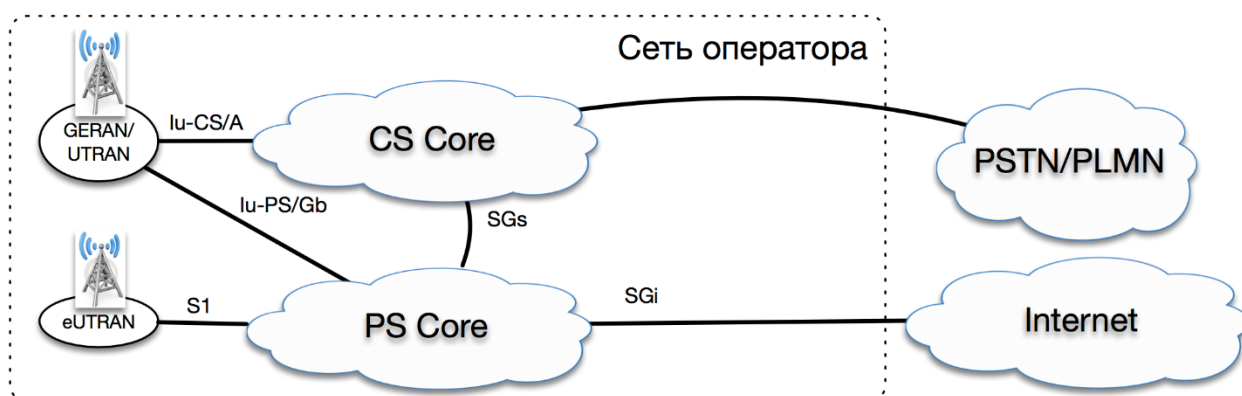 Сеть оператора
GERAN/
UTRAN
Iu-CS/A
CS Core
PSTN/PLMN
Iu-PS/Gb
SGs
eUTRAN
S1
PS Core
SGi
Internet